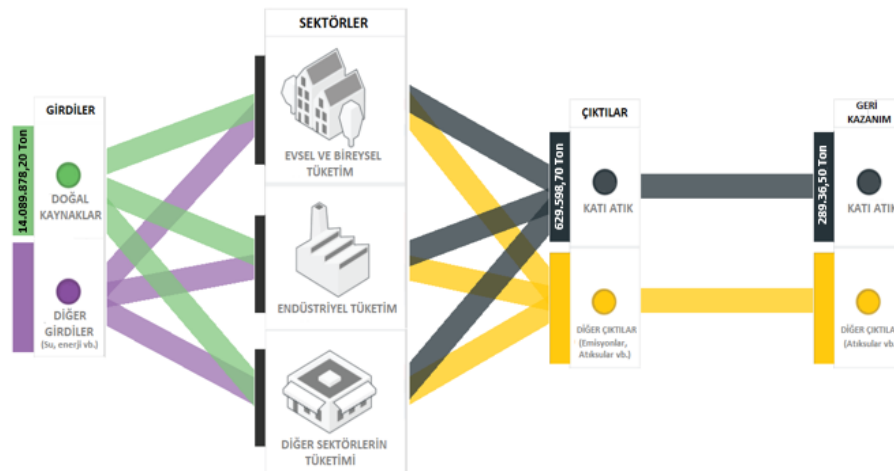 GİRDİLER
14.089.878,20 Ton
DOĞAL
KAYNAKLAR
DİĞER
GİRDİLER
(Su, enerji vb.)
SEKTÖRLER
EVSEL VE BİREYSEL
TÜKETİM
ENDÜSTRİYEL TÜKETİM
DİĞER SEKTÖRLERİN
TÜKETİMİ
ÇIKTILAR
629.598,70 Ton
KATI ATIK
DİĞER ÇIKTILAR
(Emisyonlar,
Atıksular vb.)
GERİ
KAZANIM
289.36,50 Ton
KATI ATIK
DİĞER ÇIKTILA
(Atıksular vb